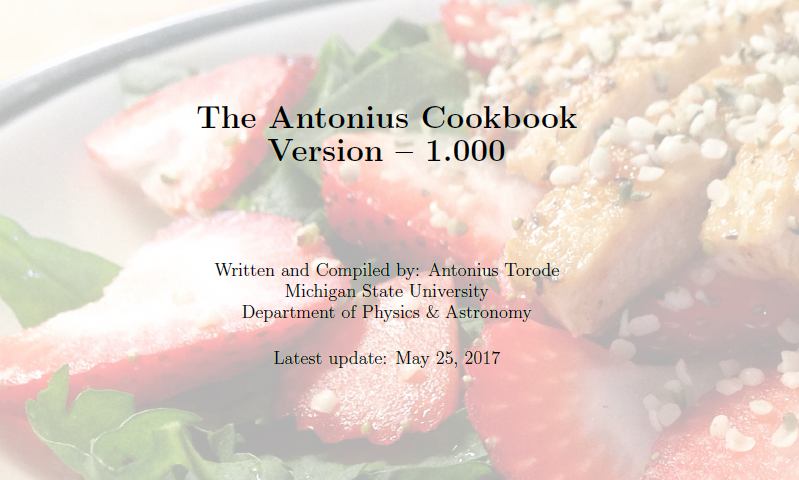 The Antonius Cookbook
Version – 1.000
Written and Compiled by: Antonius Torode
Michigan State University
Department of Physics & Astronomy
Latest update: May 25, 2017